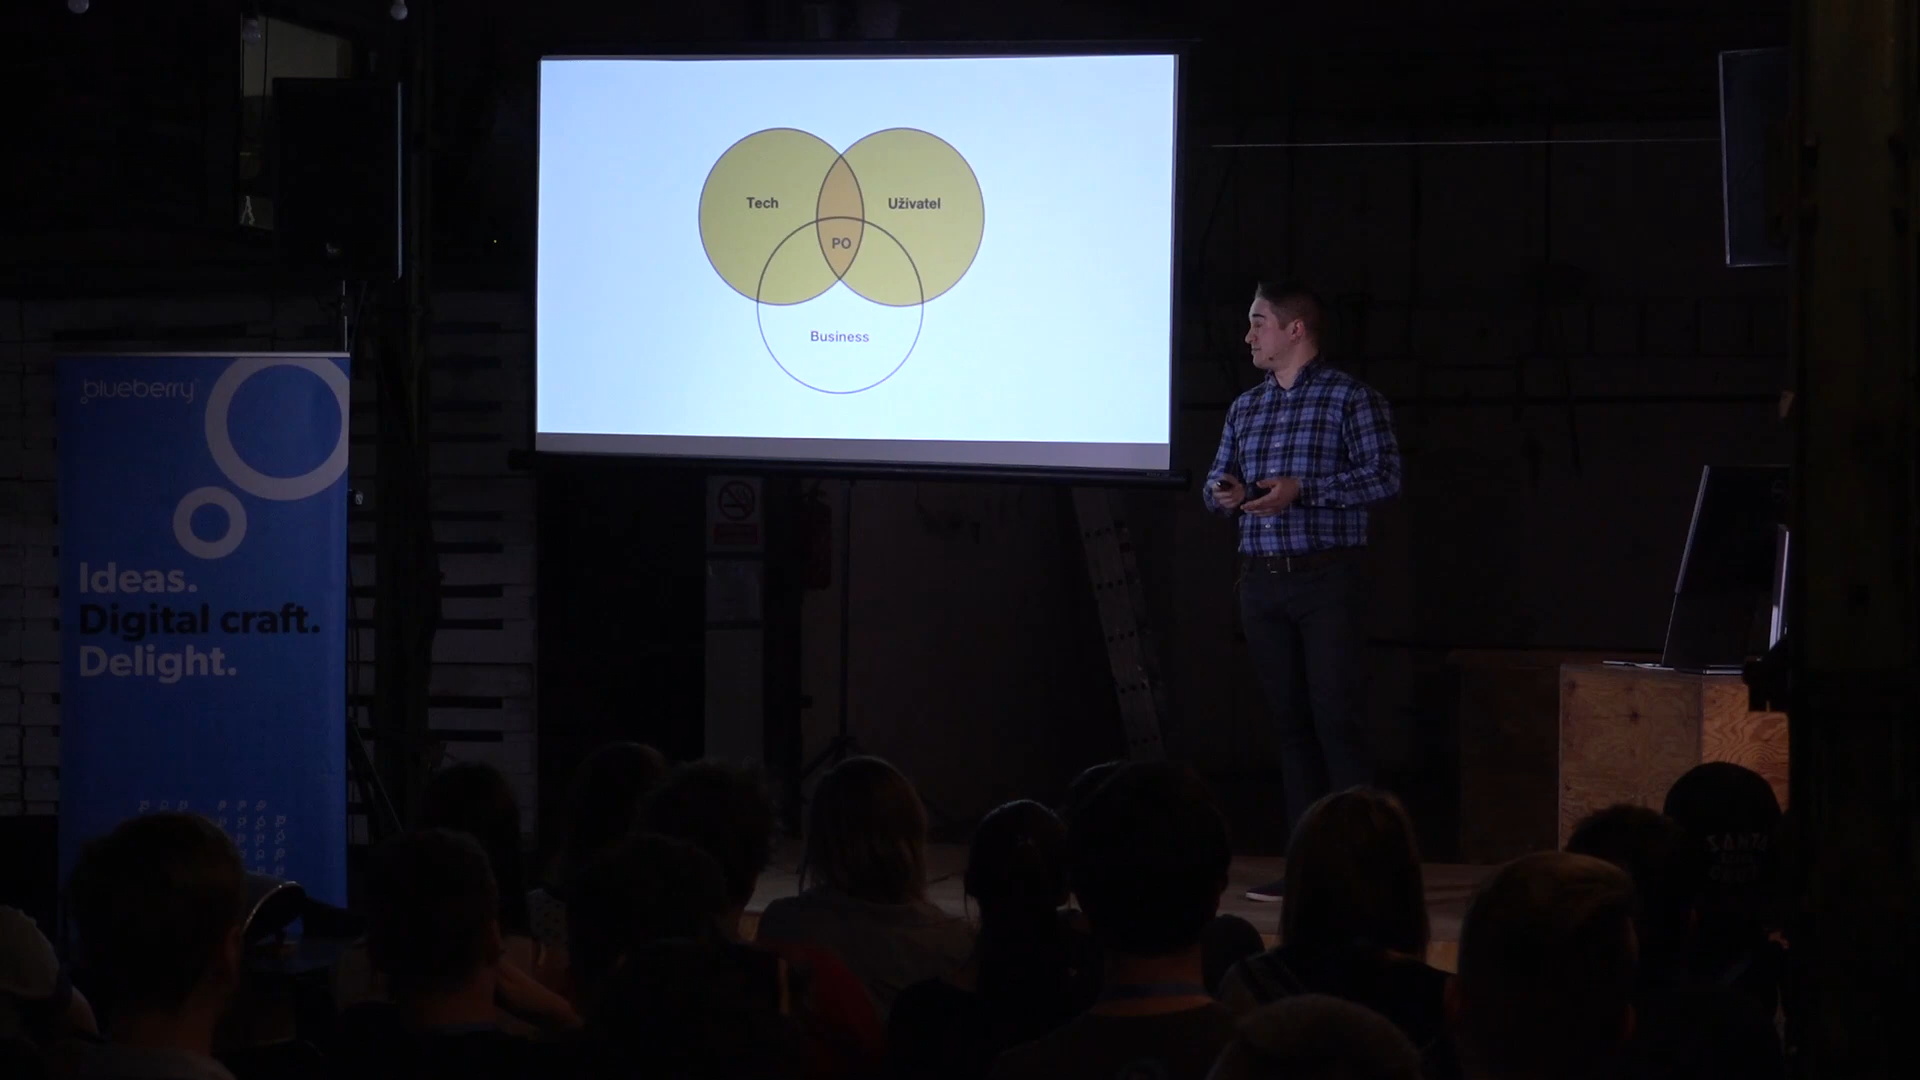 Tech
Uživatel
PO
Business
blueberry
Ideas.
Digital craft.
Delight.